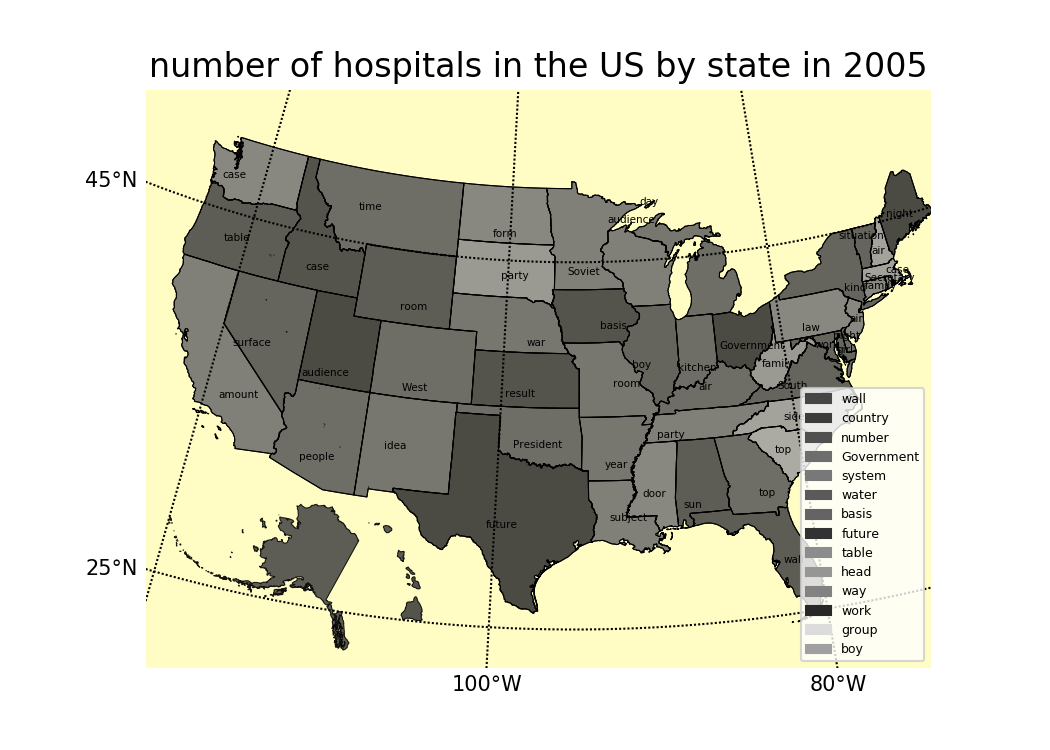 number of hospitals in the US by state in 2005
45°N
25°N
100°W
80°W
case
table
time
form
day
audience
night
case
party
Soviet
situation
air
case
Secretary
family
kind
room
surface
war
basis
law
air
Government
boy
kitchen
family
audience
West
result
room
air
South
amount
side
people
idea
President
year
party
top
door
top
sun
subject
future
wall
country
number
Government
system
water
basis
future
table
head
way
work
group
boy